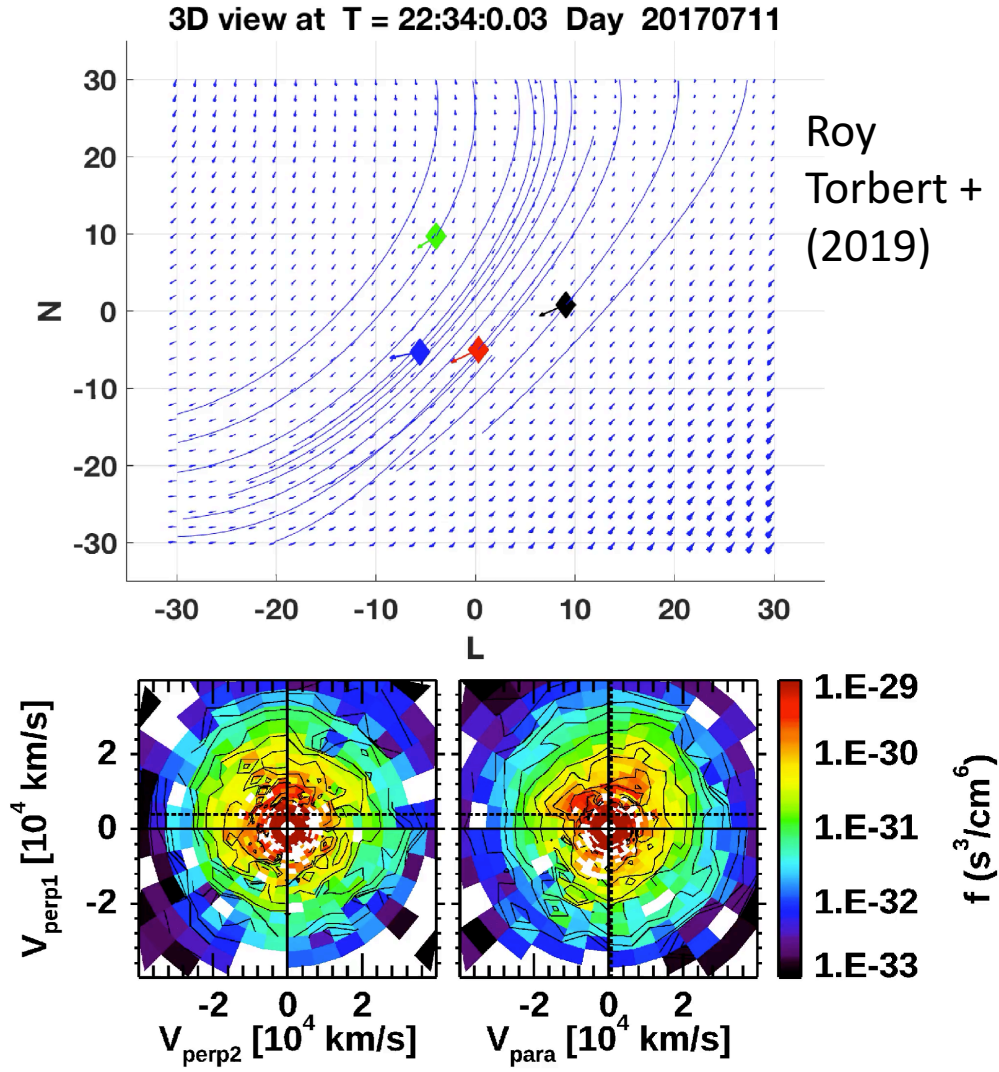 3D view at T = 22:34:0.03 Day 20170711
30
20
10
0
-10
-20
-30
N
-30
-20
-10
0
10
20
30
L
Roy
Torbert +
(2019)
2
0
-2
V_perp1 [10^4 km/s]
-2
0
2
V_perp2 [10^4 km/s]
-2
0
2
V_para [10^4 km/s]
1.E-29
1.E-30
1.E-31
1.E-32
1.E-33
f (s^3/cm^6)